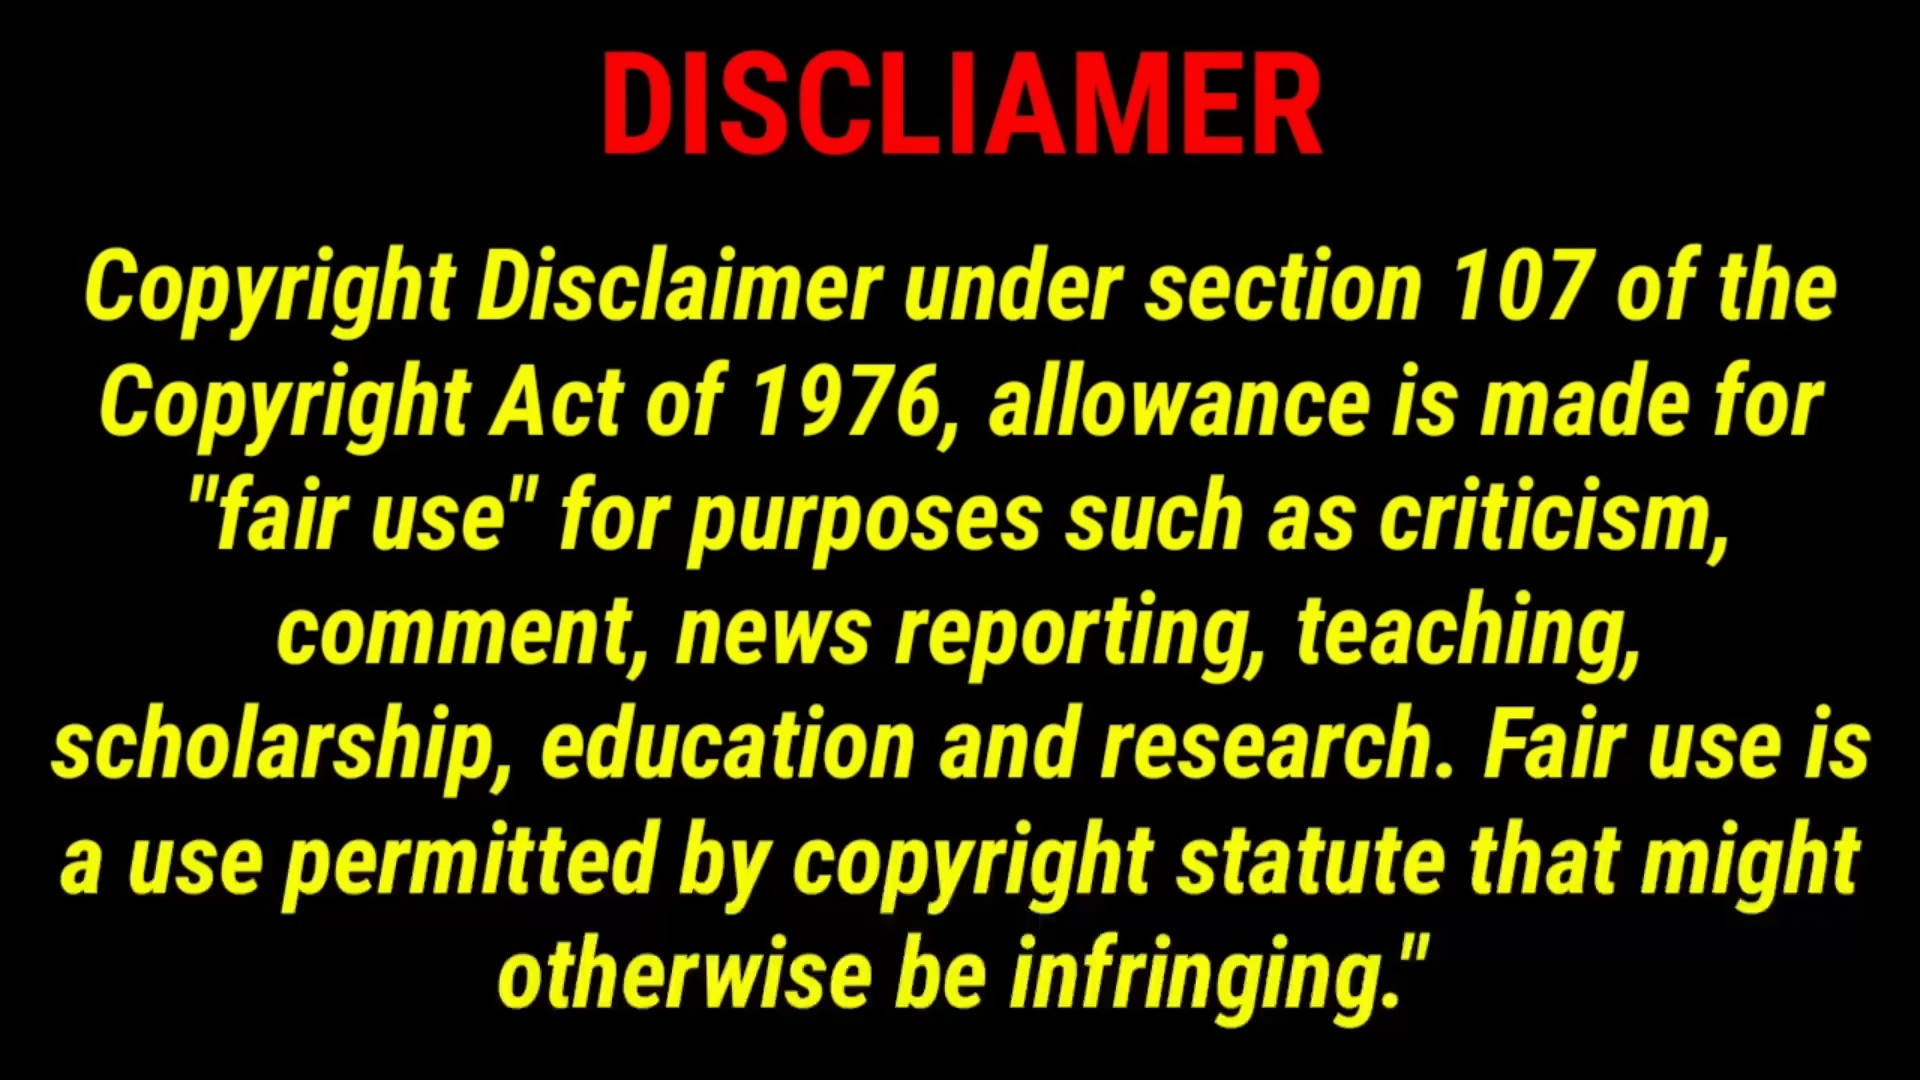 DISCLIAMER
Copyright Disclaimer under section 107 of the
Copyright Act of 1976, allowance is made for
"fair use" for purposes such as criticism,
comment, news reporting, teaching,
scholarship, education and research. Fair use is
a use permitted by copyright statute that might
otherwise be infringing."